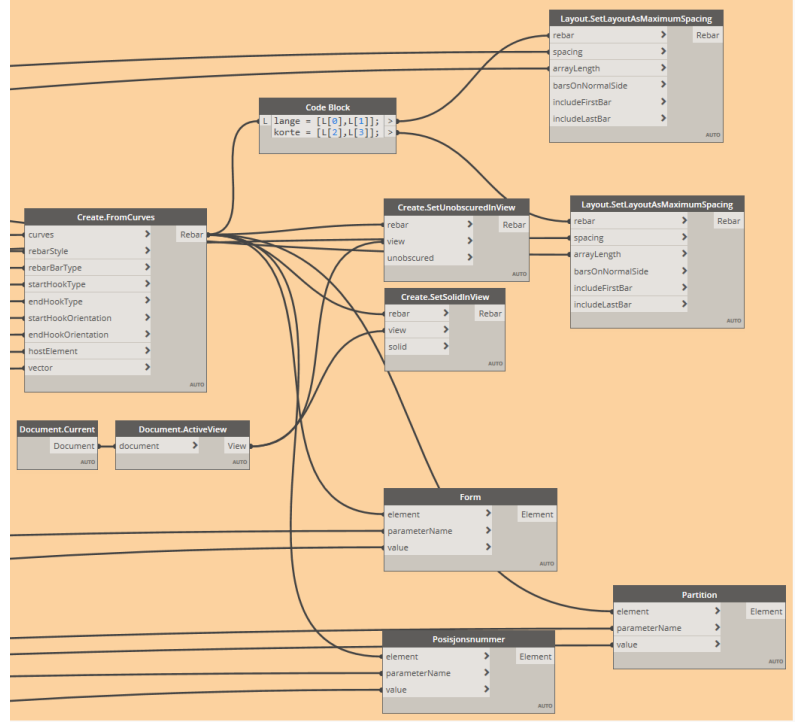 Layout.SetLayoutAsMaximumSpacing
rebar > Rebar
spacing >
arrayLength >
barsOnNormalSide >
includeFirstBar >
includeLastBar >
AUTO
Code Block
L lange = [L[0],L[1]]; >
korte = [L[2],L[3]]; >
Create.FromCurves
curves > Rebar
rebarStyle >
rebarBarType >
startHookType >
endHookType >
startHookOrientation >
endHookOrientation >
hostElement >
vector >
AUTO
Create.SetUnobscuredInView
rebar > Rebar
view >
unobscured >
AUTO
Layout.SetLayoutAsMaximumSpacing
rebar > Rebar
spacing >
arrayLength >
barsOnNormalSide >
includeFirstBar >
includeLastBar >
AUTO
Create.SetSolidInView
rebar > Rebar
view >
solid >
AUTO
Document.Current
Document
AUTO
Document.ActiveView
document > View
AUTO
Form
element > Element
parameterName >
value >
AUTO
Partition
element > Element
parameterName >
value >
AUTO
Posisjonsnummer
element > Element
parameterName >
value >
AUTO